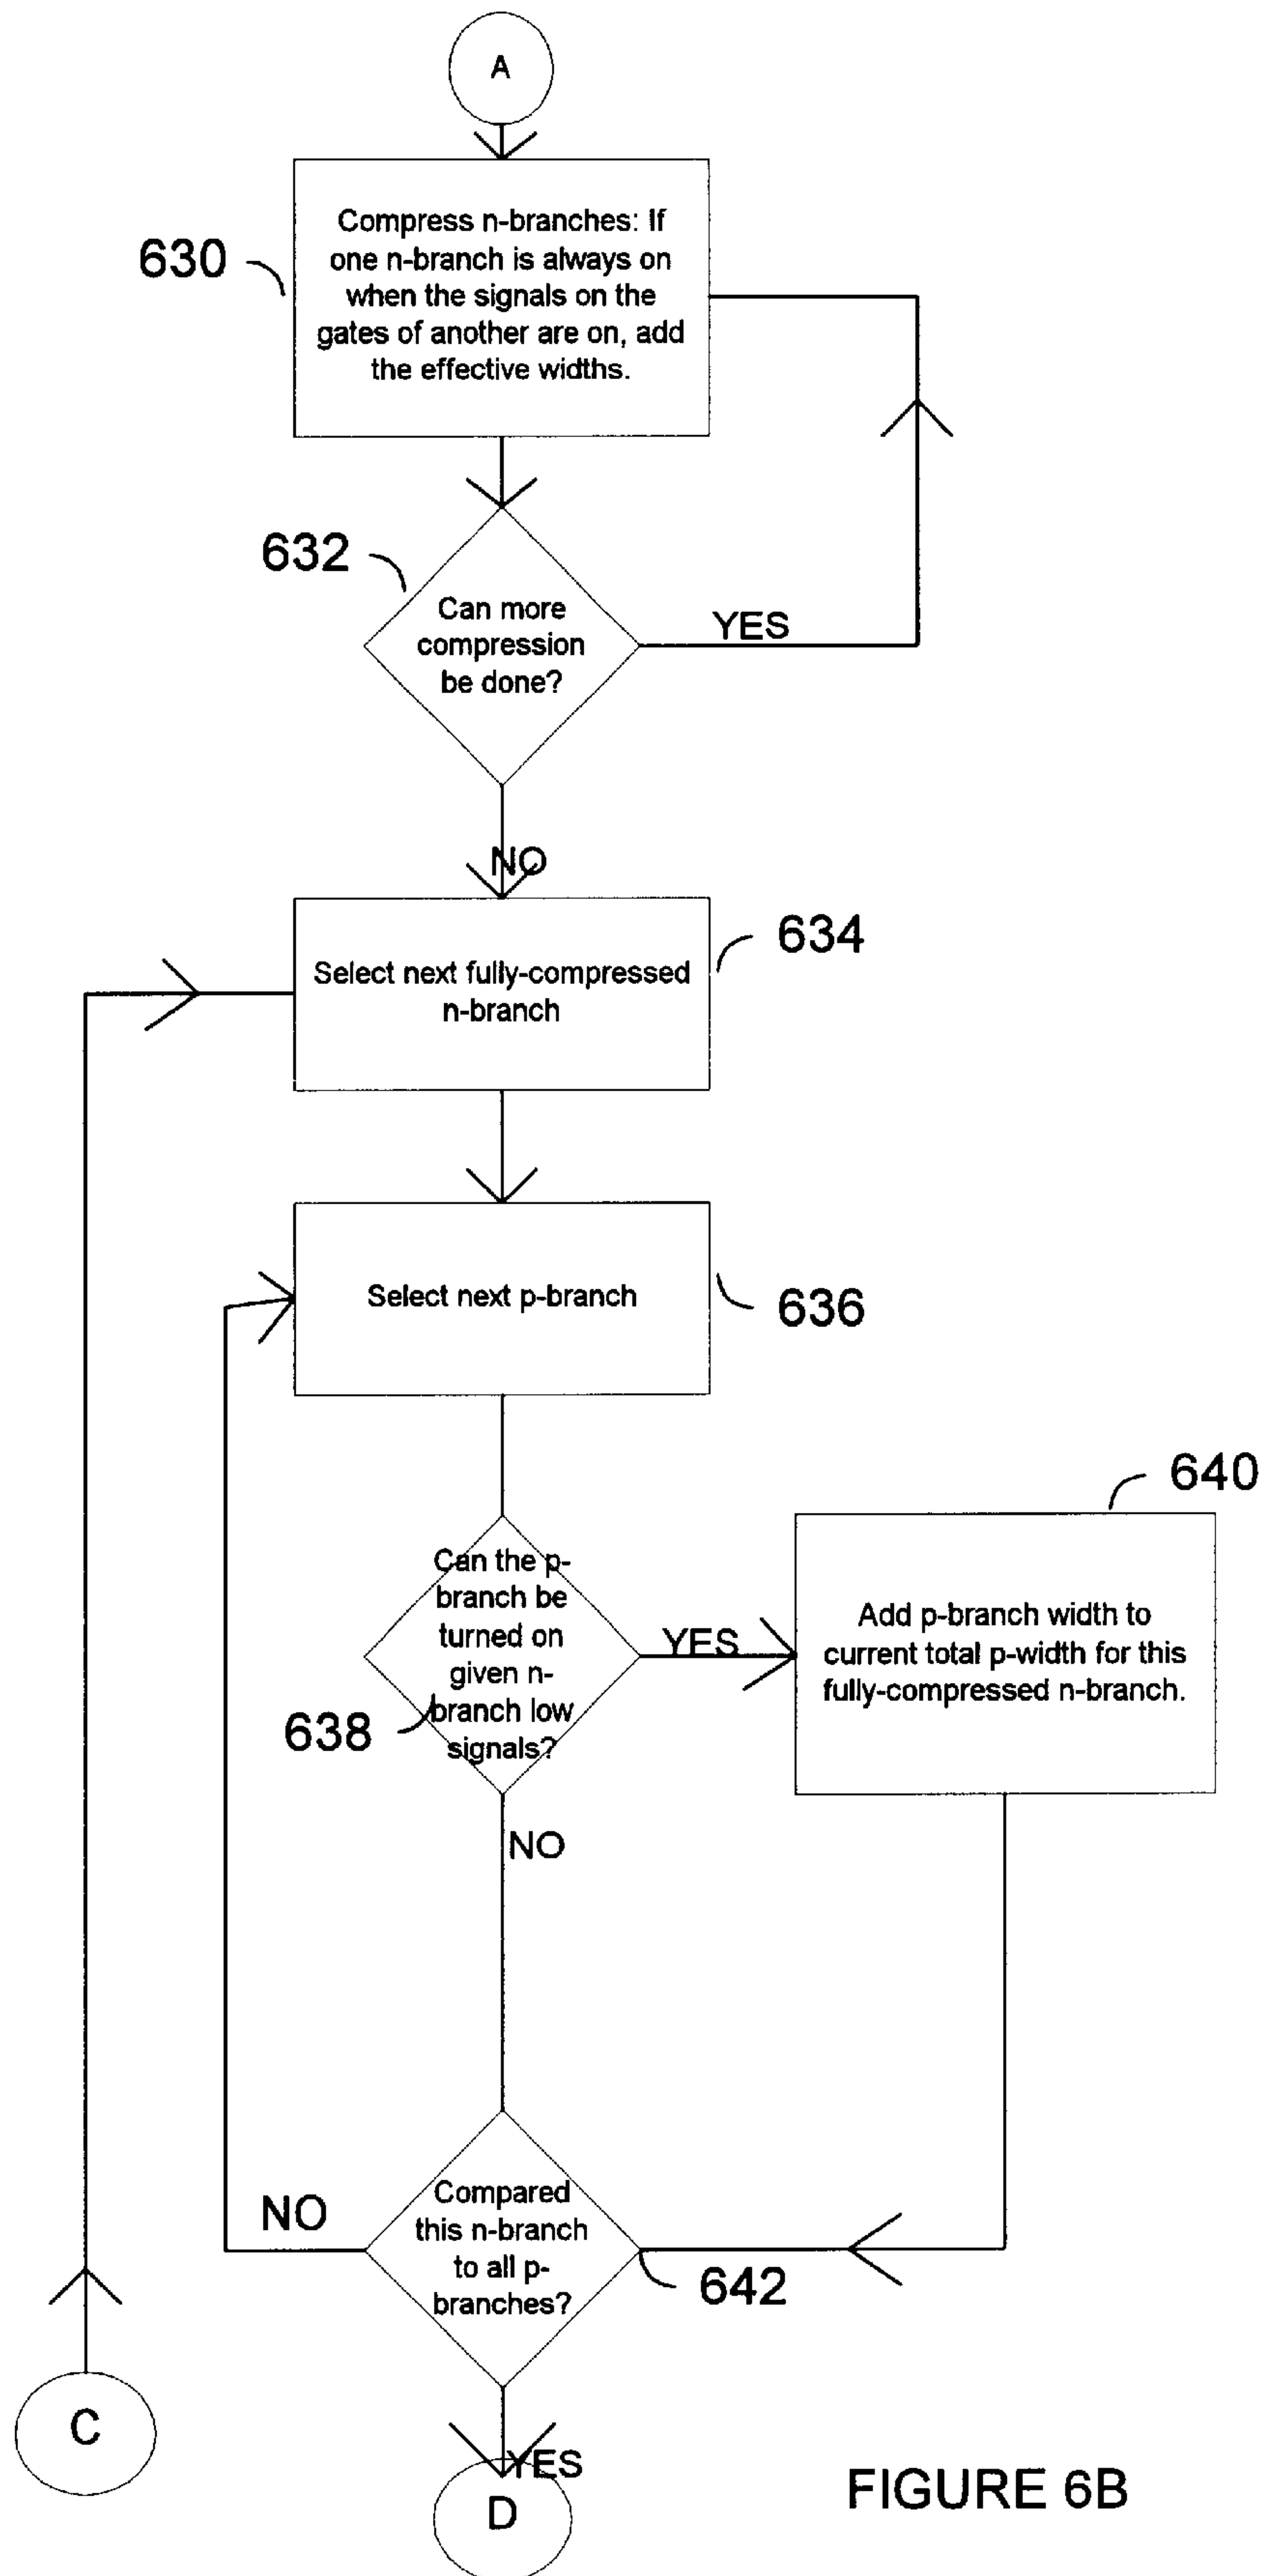 A
630
Compress n-branches: If
one n-branch is always on
when the signals on the
gates of another are on, add
the effective widths.
632
Can more
compression
be done?
YES
NO
634
Select next fully-compressed
n-branch
Select next p-branch
636
640
Can the p-
branch be
turned on
given n-
branch low
signals?
638
YES
Add p-branch width to
current total p-width for this
fully-compressed n-branch.
NO
NO
Compared
this n-branch
to all p-
branches?
642
C
YES
D
FIGURE 6B